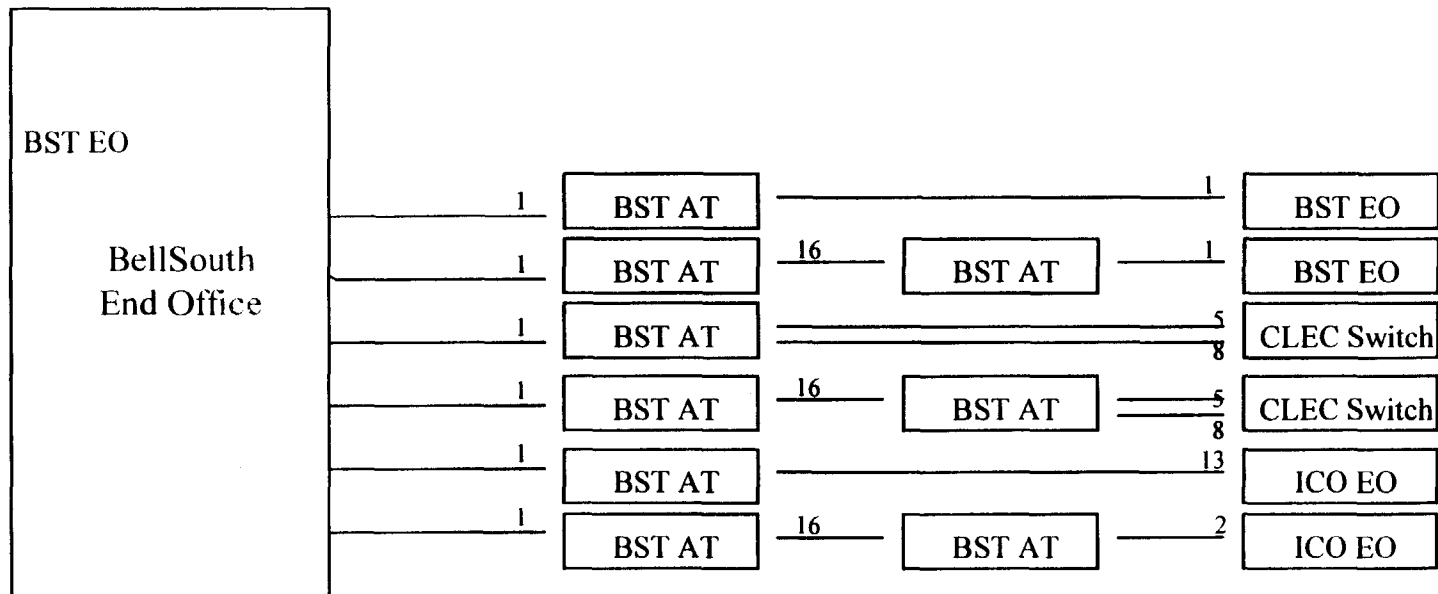 BST EO
BellSouth
End Office
1 BST AT 1 BST EO
1 BST AT 16 BST AT 1 BST EO
1 BST AT 5 8 CLEC Switch
1 BST AT 16 BST AT 5 8 CLEC Switch
1 BST AT 13 ICO EO
1 BST AT 16 BST AT 2 ICO EO